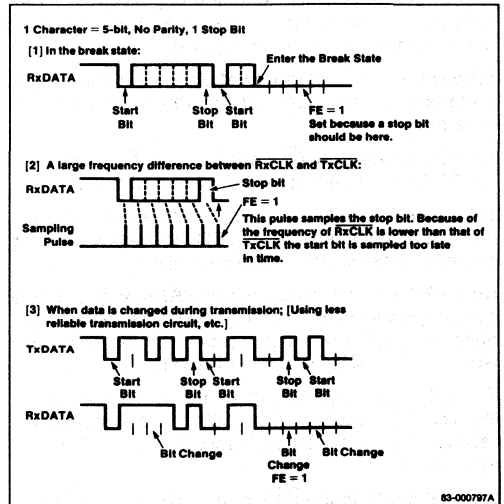 1 Character = 5-bit, No Parity, 1 Stop Bit
[1] In the break state:
Enter the Break State
RxDATA
Start Bit
Stop Bit
Start Bit
FE = 1
Set because a stop bit
should be here.
[2] A large frequency difference between RxCLK and TxCLK:
RxDATA
Stop bit
FE = 1
This pulse samples the stop bit. Because of
the frequency of RxCLK is lower than that of
TxCLK the start bit is sampled too late
in time.
Sampling
Pulse
[3] When data is changed during transmission; [Using less
reliable transmission circuit, etc.]
TxDATA
Start Bit
Stop Bit
Start Bit
Stop Bit
Start Bit
RxDATA
Bit Change
Bit Change
FE = 1
Bit Change
83-000797A